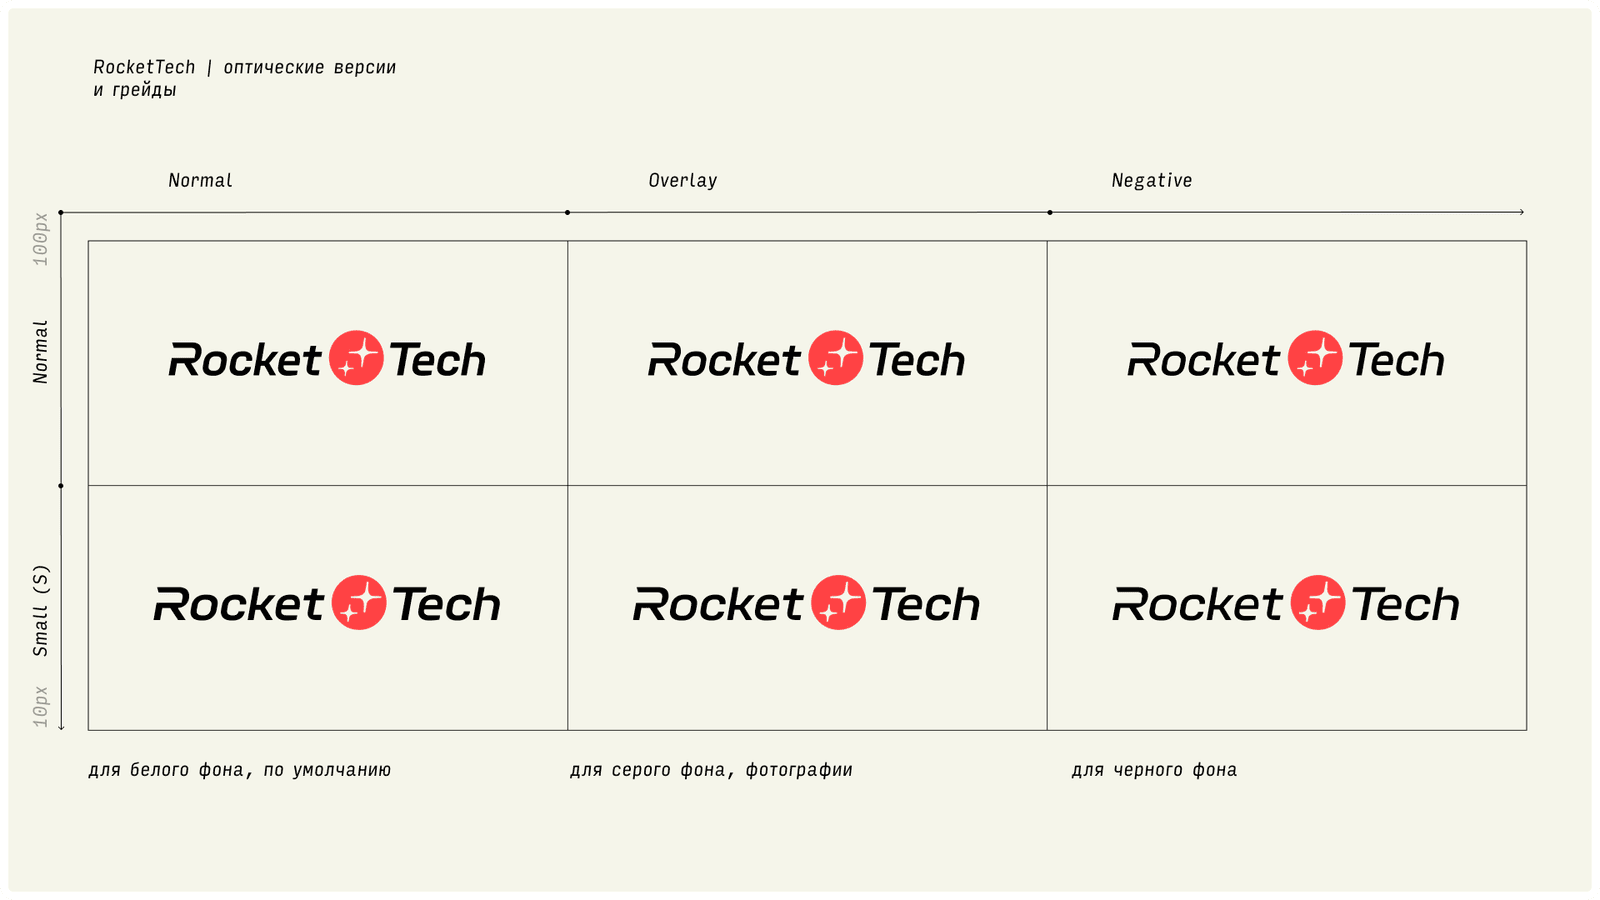 RocketTech | оптические версии
и грейды
Normal
Overlay
Negative
100px
Normal
Rocket Tech
Rocket Tech
Rocket Tech
Small (S)
10px
Rocket Tech
Rocket Tech
Rocket Tech
для белого фона, по умолчанию
для серого фона, фотографии
для черного фона